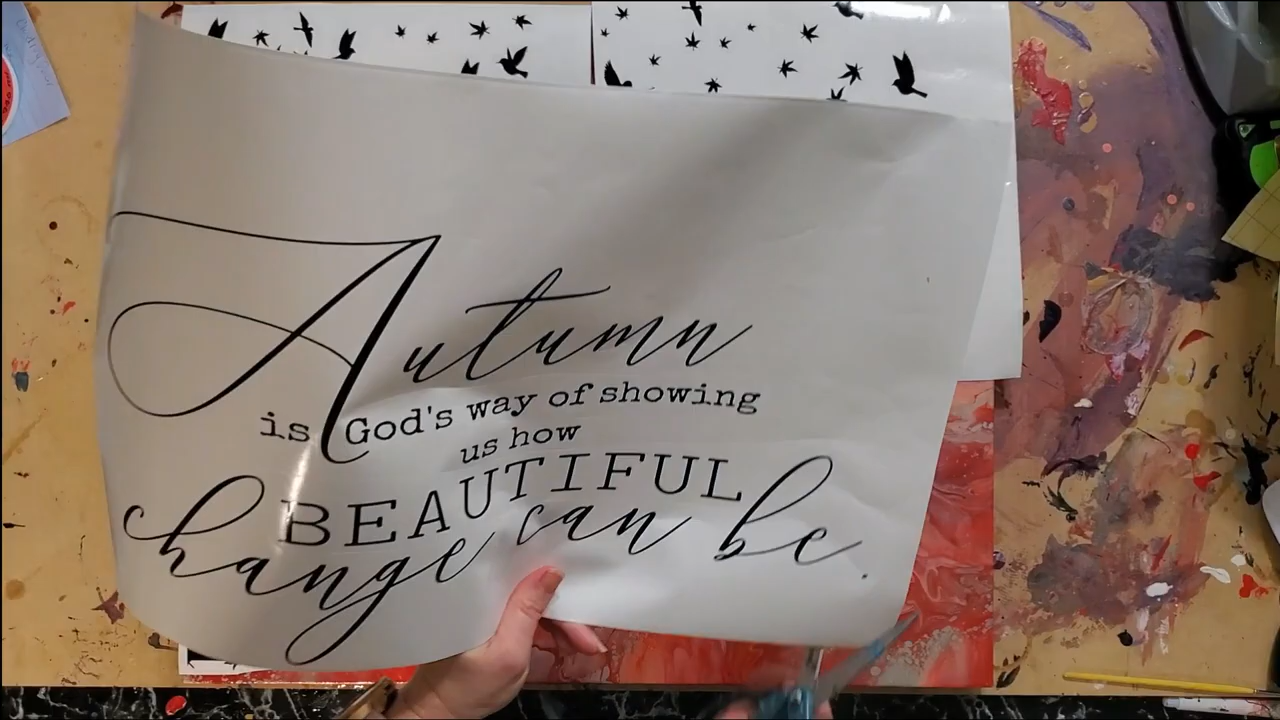 Autumn
is God's way of showing
us how
BEAUTIFUL
change can be.